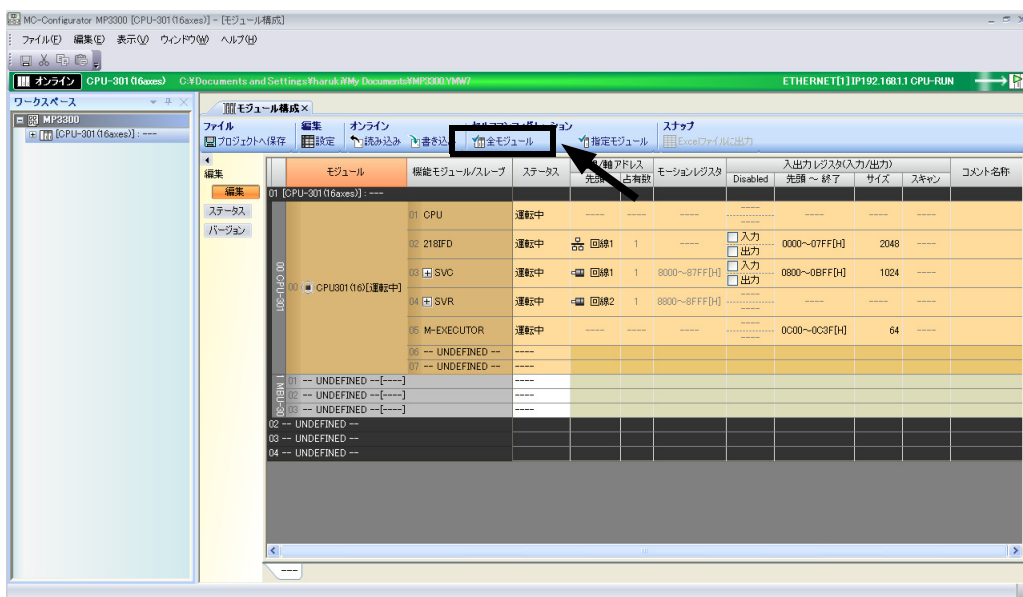 MC-Configurator MP3300 [CPU-301 (16axes)] - [モジュール構成]
ファイル(F) 編集(E) 表示(V) ウィンドウ(W) ヘルプ(H)
オンライン CPU-301 (16axes) C:¥Documents and Settings¥haruki¥My Documents¥MP3300.YMW7 ETHERNET[1] IP192.168.1.1 CPU-RUN
ワークスペース
MP3300
[CPU-301 (16axes)] : ---
モジュール構成 ×
ファイル 編集 オンライン スナップ
プロジェクトへ保存 設定 読み込み 書き込 全モジュール 指定モジュール Excelファイルに出力
編集
編集
ステータス
バージョン
モジュール 機能モジュール/スレーブ ステータス アドレス モーションレジスタ 入出力レジスタ(入力/出力) コメント名称
先頭 占有数 Disabled 先頭 ～ 終了 サイズ スキャン
01 [CPU-301 (16axes)] : ---
00 CPU-301
00 CPU301 (16)[運転中]
01 CPU 運転中 ---- ---- ---- ---- ---- ---- ---- ----
02 218IFD 運転中 回線1 1 ---- 入力 出力 0000～07FF[H] 2048 ----
03 SVC 運転中 回線1 1 8000～87FF[H] 入力 出力 0800～0BFF[H] 1024 ----
04 SVR 運転中 回線2 1 8800～8FFF[H] ---- ---- ---- ---- ----
05 M-EXECUTOR 運転中 ---- ---- ---- ---- ---- 0C00～0C3F[H] 64 ----
06 -- UNDEFINED -- ----
07 -- UNDEFINED -- ----
01 -- UNDEFINED --[----] ----
02 -- UNDEFINED --[----] ----
03 -- UNDEFINED --[----] ----
02 -- UNDEFINED --
03 -- UNDEFINED --
04 -- UNDEFINED --
---